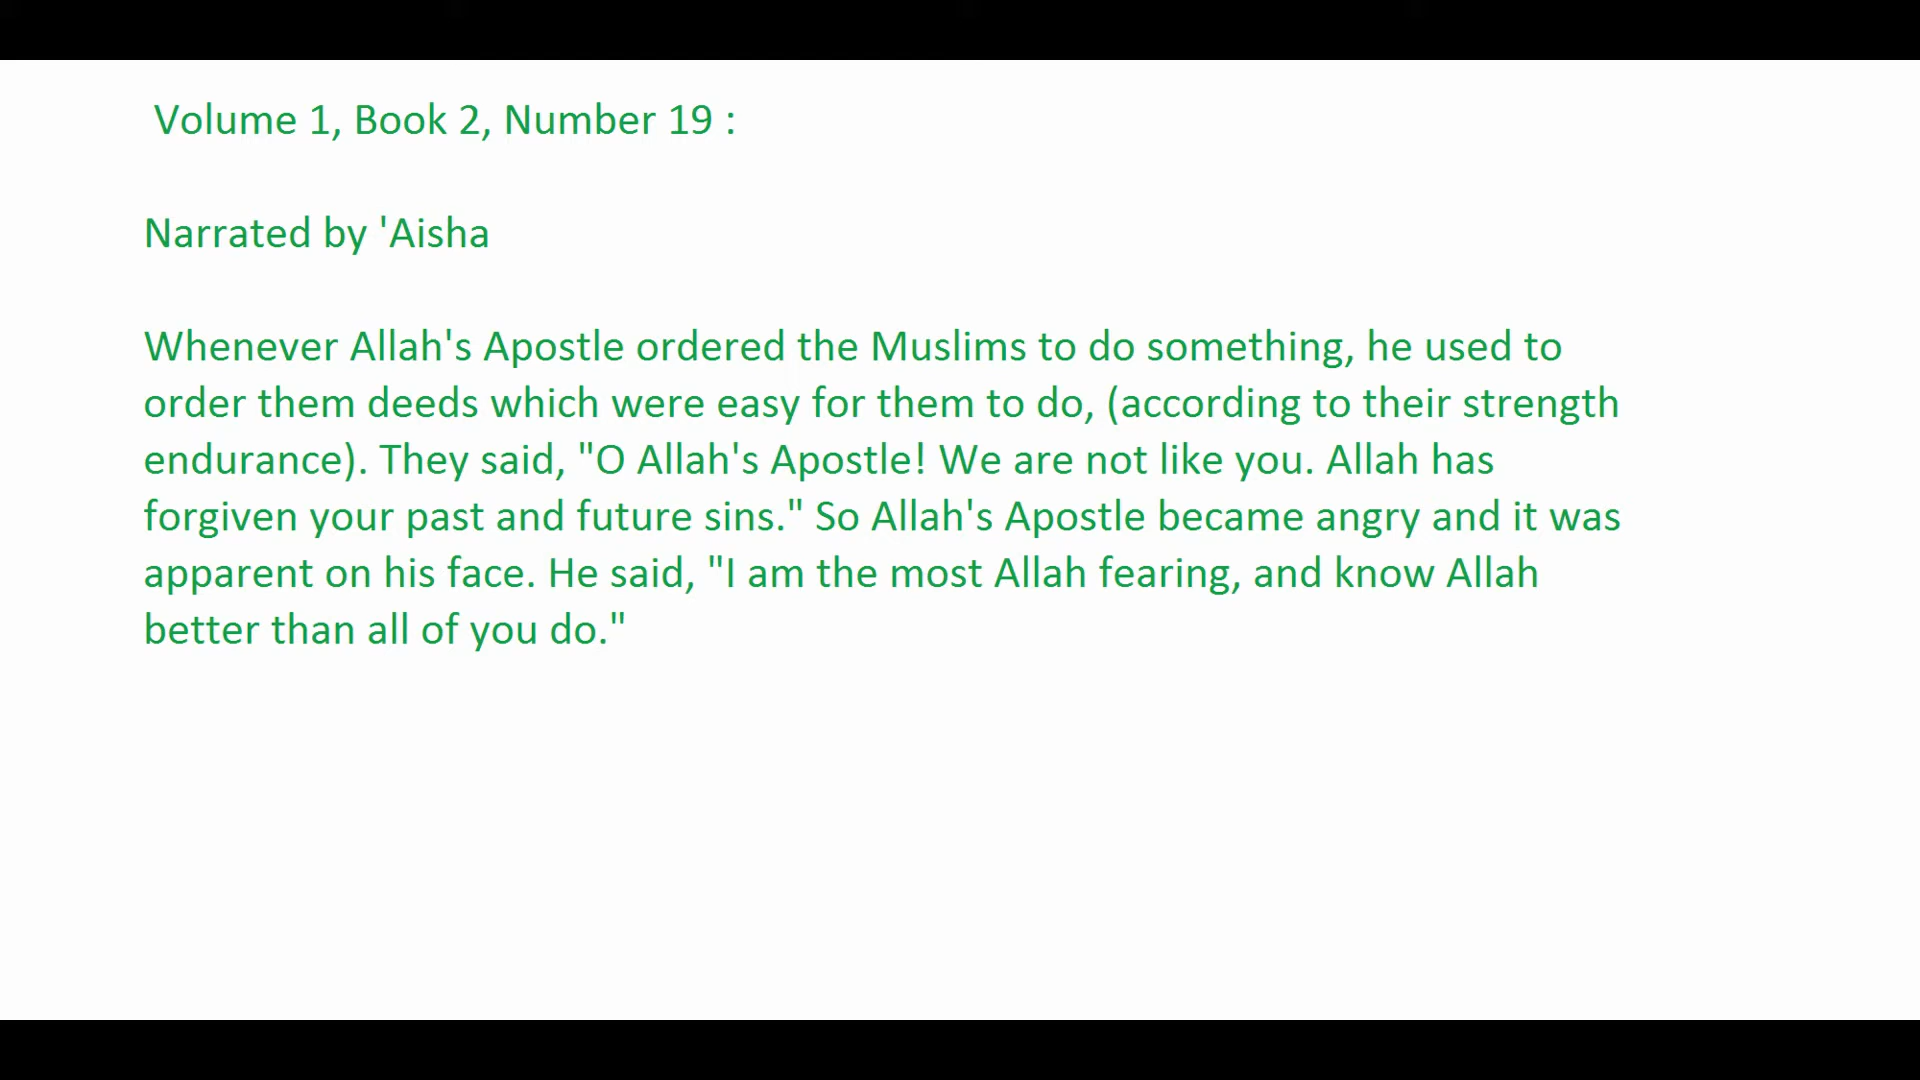 Volume 1, Book 2, Number 19 :
Narrated by 'Aisha
Whenever Allah's Apostle ordered the Muslims to do something, he used to
order them deeds which were easy for them to do, (according to their strength
endurance). They said, "O Allah's Apostle! We are not like you. Allah has
forgiven your past and future sins." So Allah's Apostle became angry and it was
apparent on his face. He said, "I am the most Allah fearing, and know Allah
better than all of you do."